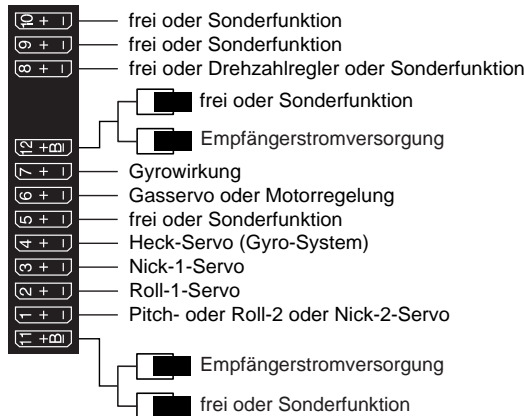 10 + – frei oder Sonderfunktion
9 + – frei oder Sonderfunktion
8 + – frei oder Drehzahlregler oder Sonderfunktion
frei oder Sonderfunktion
Empfängerstromversorgung
12 +B
7 + – Gyrowirkung
6 + – Gasservo oder Motorregelung
5 + – frei oder Sonderfunktion
4 + – Heck-Servo (Gyro-System)
3 + – Nick-1-Servo
2 + – Roll-1-Servo
1 + – Pitch- oder Roll-2 oder Nick-2-Servo
11 +B
Empfängerstromversorgung
frei oder Sonderfunktion